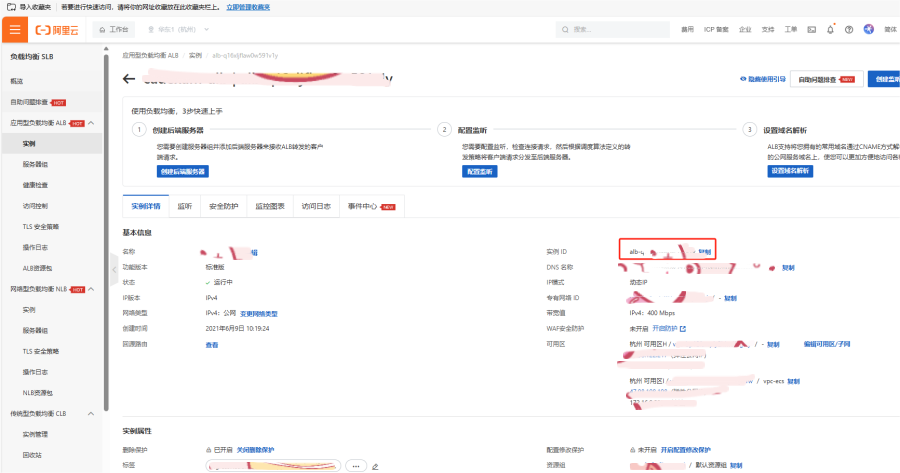 导入收藏夹 若要进行快速访问，请将你的网址收藏放在此收藏夹栏上。 立即管理收藏夹
阿里云 工作台 华东1（杭州） 搜索... 费用 ICP 备案 企业 支持 工单 简体
负载均衡 SLB
概览
自助问题排查 HOT
应用型负载均衡 ALB HOT
实例
服务器组
健康检查
访问控制
TLS 安全策略
操作日志
ALB资源包
网络型负载均衡 NLB HOT
实例
服务器组
TLS 安全策略
操作日志
NLB资源包
传统型负载均衡 CLB
实例管理
回收站
应用型负载均衡 ALB / 实例 /
隐藏使用引导 自助问题排查 NEW 创建监听
使用负载均衡，3步快速上手
1 创建后端服务器
您需要创建服务器组并添加后端服务器来接收ALB转发的客户
端请求。
创建后端服务器
2 配置监听
您需要配置监听，检查连接请求，然后根据调度算法定义的转
发策略将客户端请求分发至后端服务器。
配置监听
3 设置域名解析
ALB支持将您拥有的常用域名通过CNAME方式解
的公网服务域名上，使您可以更加方便地访问各
设置域名解析
实例详情 监听 安全防护 监控图表 访问日志 事件中心 NEW
基本信息
名称
实例 ID alb-q 复制
功能版本 标准版
DNS 名称 复制
状态 运行中
IP模式 动态IP
IP版本 IPv4
专有网络 ID - 复制
网络类型 IPv4：公网 变更网络类型
带宽值 IPv4：400 Mbps
创建时间 2021年6月9日 10:19:24
WAF安全防护 未开启 开启防护
回源路由 查看
可用区 杭州 可用区H / / - 复制 编辑可用区/子网
杭州 可用区I / / vpc-ecs 复制
实例属性
删除保护 已开启 关闭删除保护
配置修改保护 未开启 开启配置修改保护
标签 ...
资源组 / 默认资源组 复制